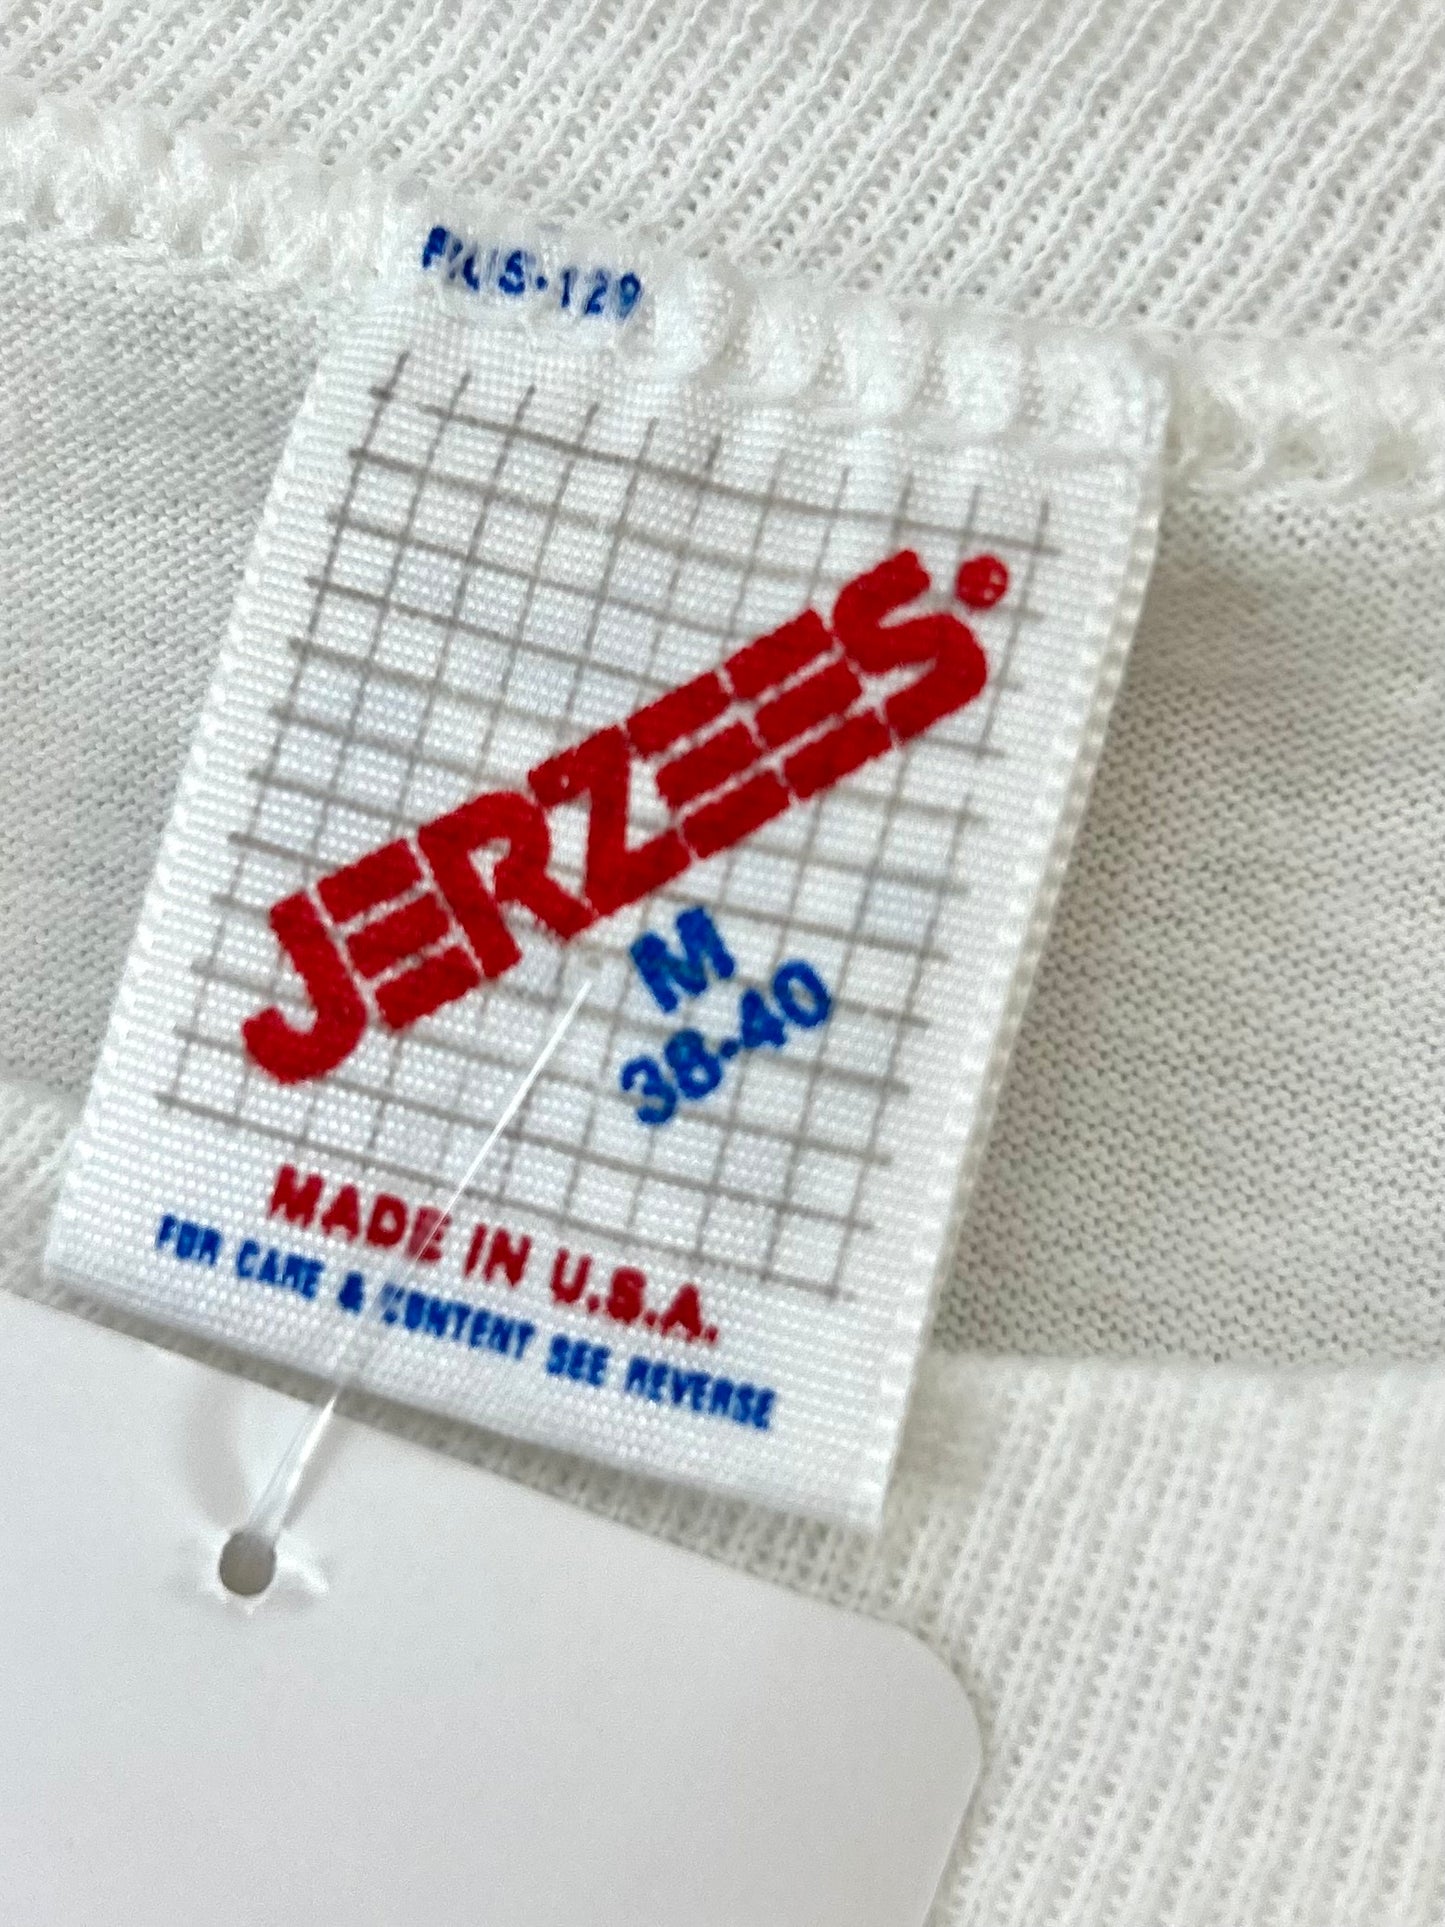 JERZEES®
M
38-40
MADE IN U.S.A.
FOR CARE & CONTENT SEE REVERSE